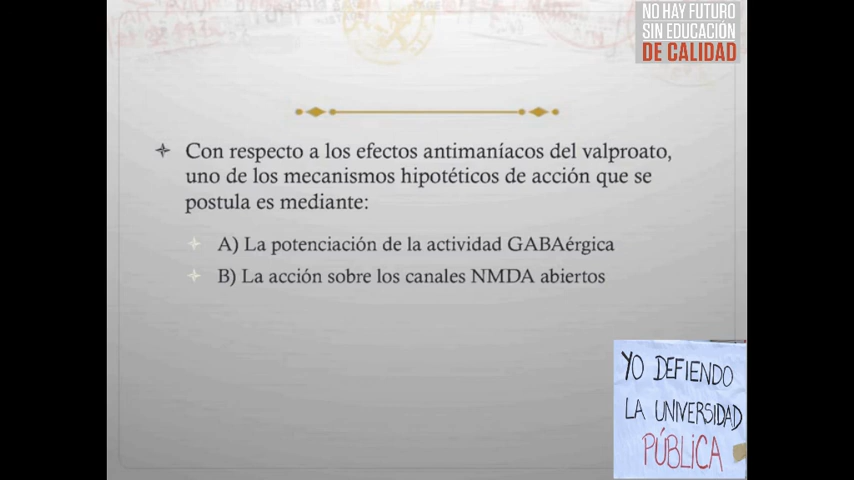 NO HAY FUTURO
SIN EDUCACIÓN
DE CALIDAD
Con respecto a los efectos antimaníacos del valproato,
uno de los mecanismos hipotéticos de acción que se
postula es mediante:
A) La potenciación de la actividad GABAérgica
B) La acción sobre los canales NMDA abiertos
YO DEFIENDO
LA UNIVERSIDAD
PÚBLICA